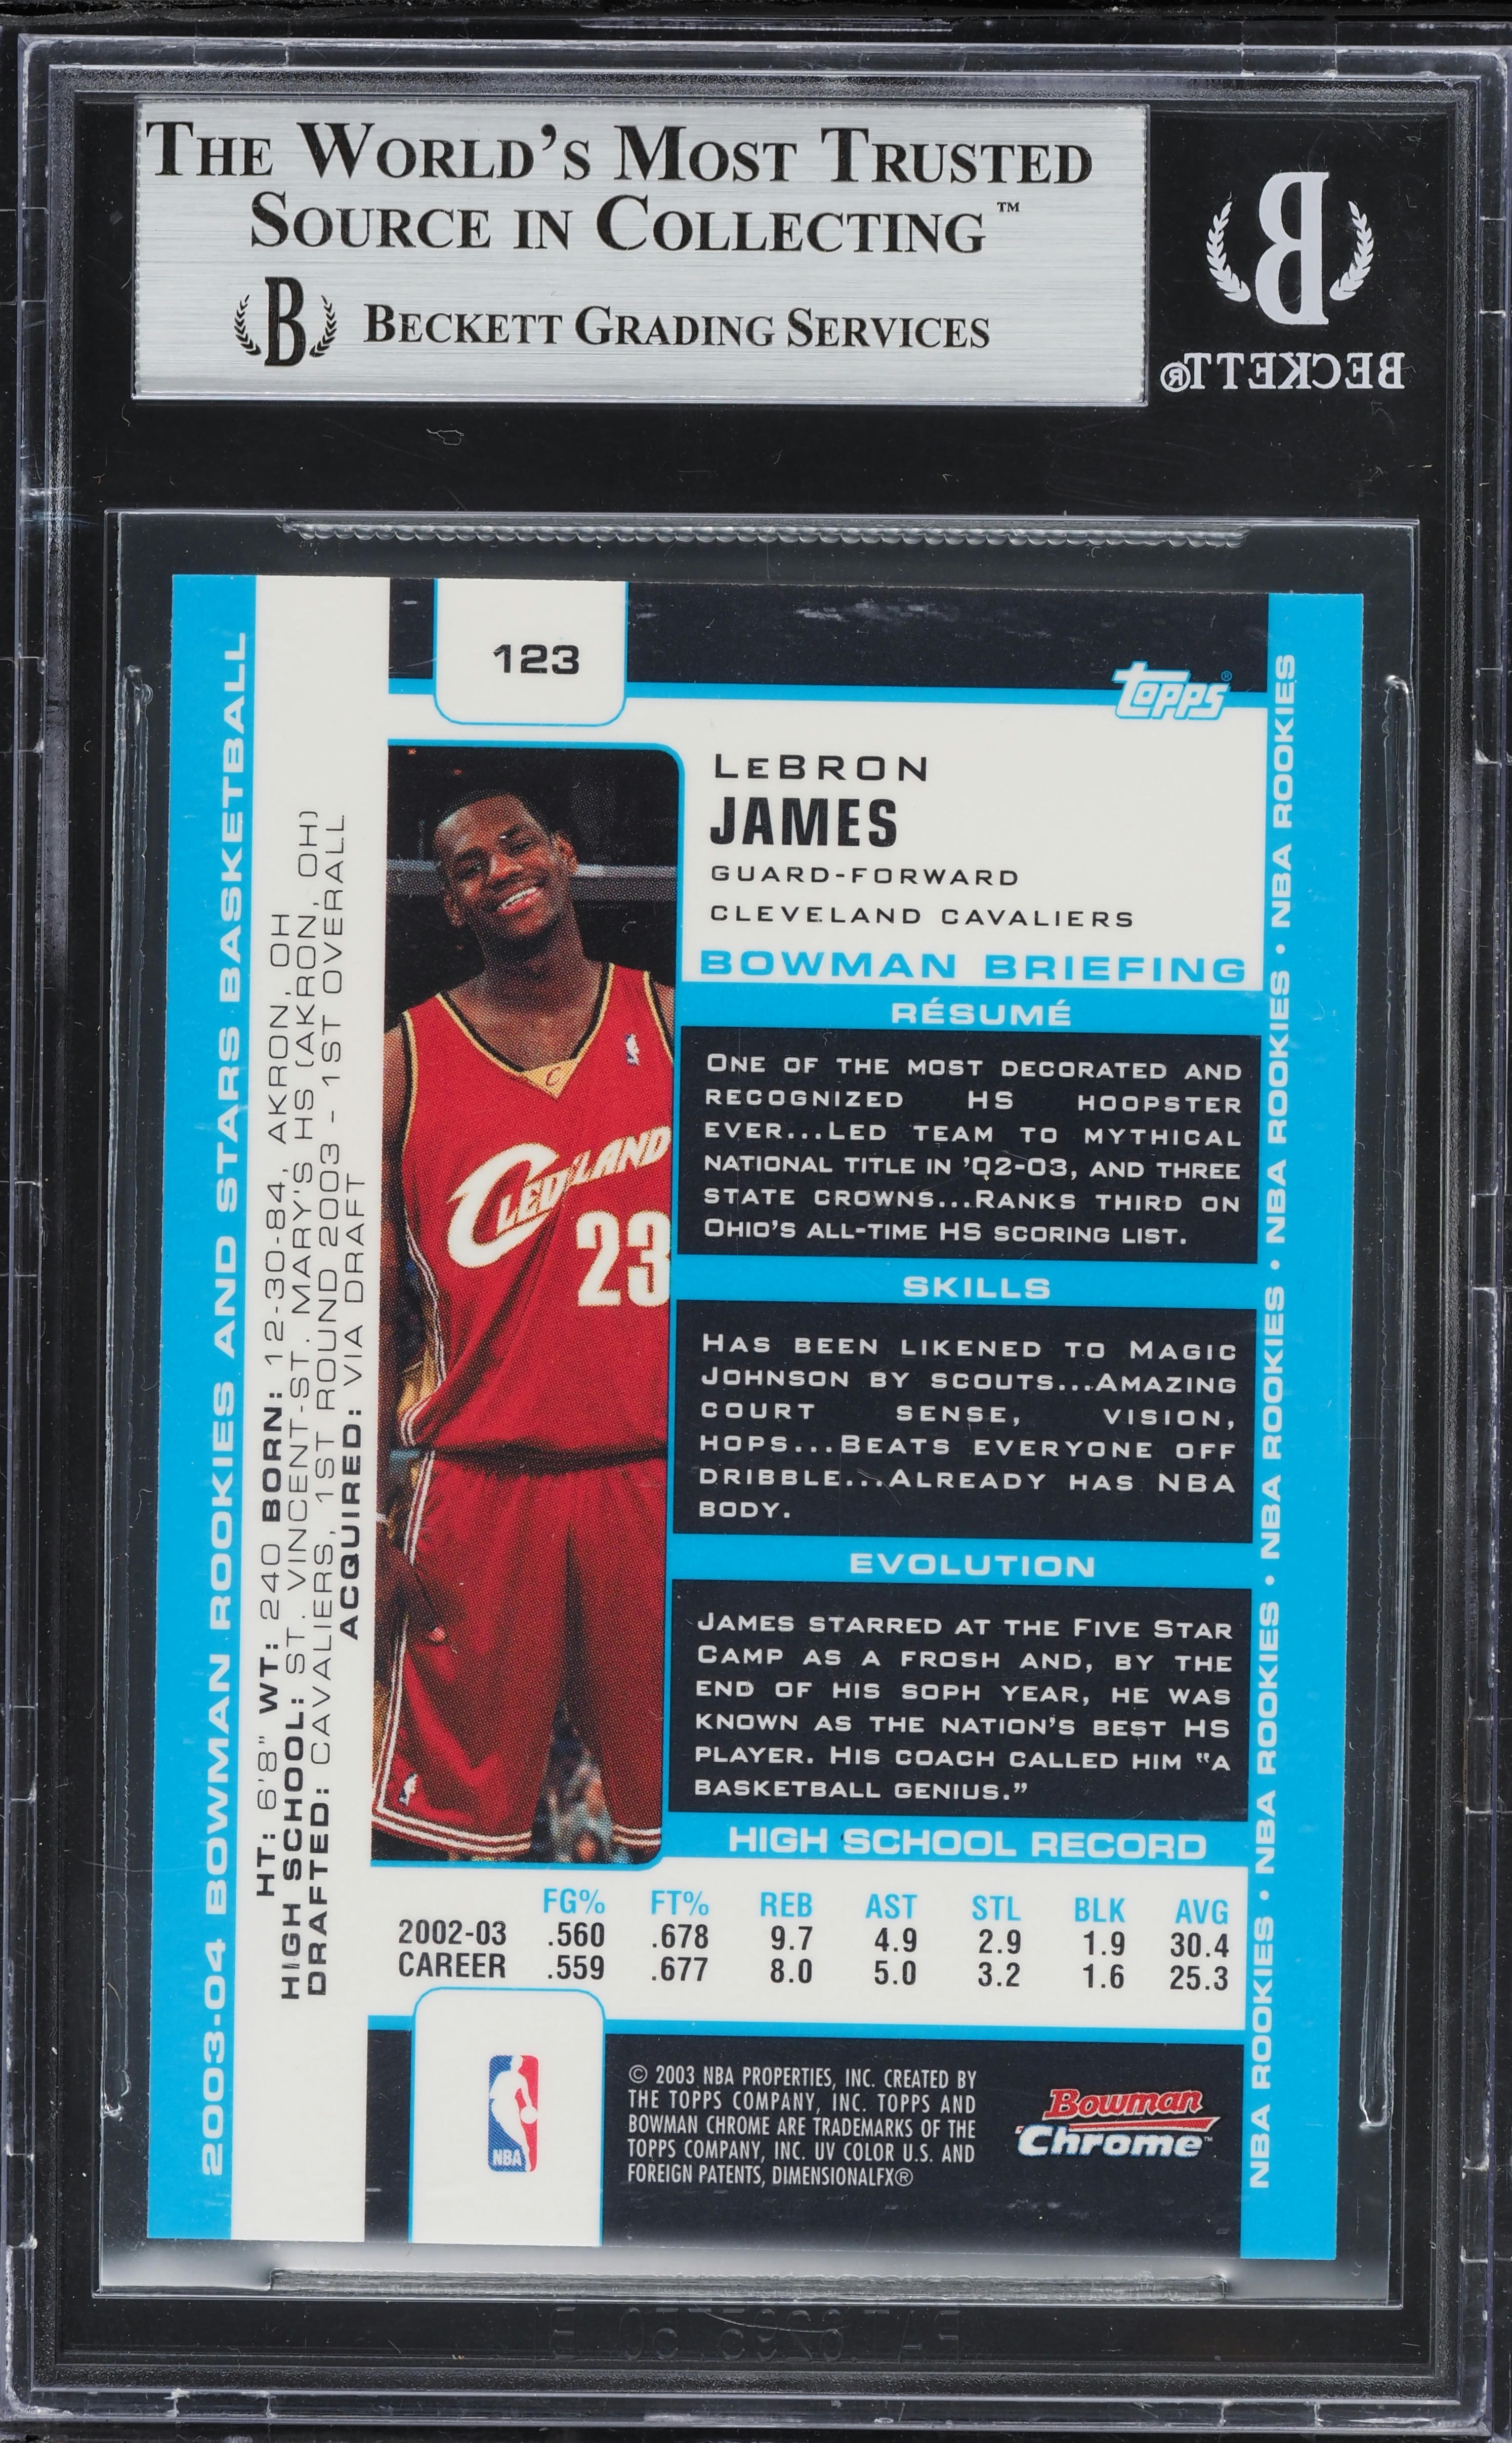 THE WORLD'S MOST TRUSTED
SOURCE IN COLLECTING™
B BECKETT GRADING SERVICES
B
BECKETT®
123
TOPPS®
LEBRON
JAMES
GUARD-FORWARD
CLEVELAND CAVALIERS
BOWMAN BRIEFING
RÉSUMÉ
ONE OF THE MOST DECORATED AND
RECOGNIZED HS HOOPSTER
EVER...LED TEAM TO MYTHICAL
NATIONAL TITLE IN '02-03, AND THREE
STATE CROWNS...RANKS THIRD ON
OHIO'S ALL-TIME HS SCORING LIST.
SKILLS
HAS BEEN LIKENED TO MAGIC
JOHNSON BY SCOUTS...AMAZING
COURT SENSE, VISION,
HOPS...BEATS EVERYONE OFF
DRIBBLE...ALREADY HAS NBA
BODY.
EVOLUTION
JAMES STARRED AT THE FIVE STAR
CAMP AS A FROSH AND, BY THE
END OF HIS SOPH YEAR, HE WAS
KNOWN AS THE NATION'S BEST HS
PLAYER. HIS COACH CALLED HIM "A
BASKETBALL GENIUS."
HIGH SCHOOL RECORD
FG% FT% REB AST STL BLK AVG
2002-03 .560 .678 9.7 4.9 2.9 1.9 30.4
CAREER .559 .677 8.0 5.0 3.2 1.6 25.3
2003-04 BOWMAN ROOKIES AND STARS BASKETBALL
HT: 6'8" WT: 240 BORN: 12-30-84, AKRON, OH
HIGH SCHOOL: ST. VINCENT-ST. MARY'S HS (AKRON, OH)
DRAFTED: CAVALIERS, 1ST ROUND 2003 - 1ST OVERALL
ACQUIRED: VIA DRAFT
C
CLEVELAND
23
NBA ROOKIES • NBA ROOKIES • NBA ROOKIES • NBA ROOKIES • NBA ROOKIES
NBA
© 2003 NBA PROPERTIES, INC. CREATED BY
THE TOPPS COMPANY, INC. TOPPS AND
BOWMAN CHROME ARE TRADEMARKS OF THE
TOPPS COMPANY, INC. UV COLOR U.S. AND
FOREIGN PATENTS, DIMENSIONALFX®
Bowman
Chrome™